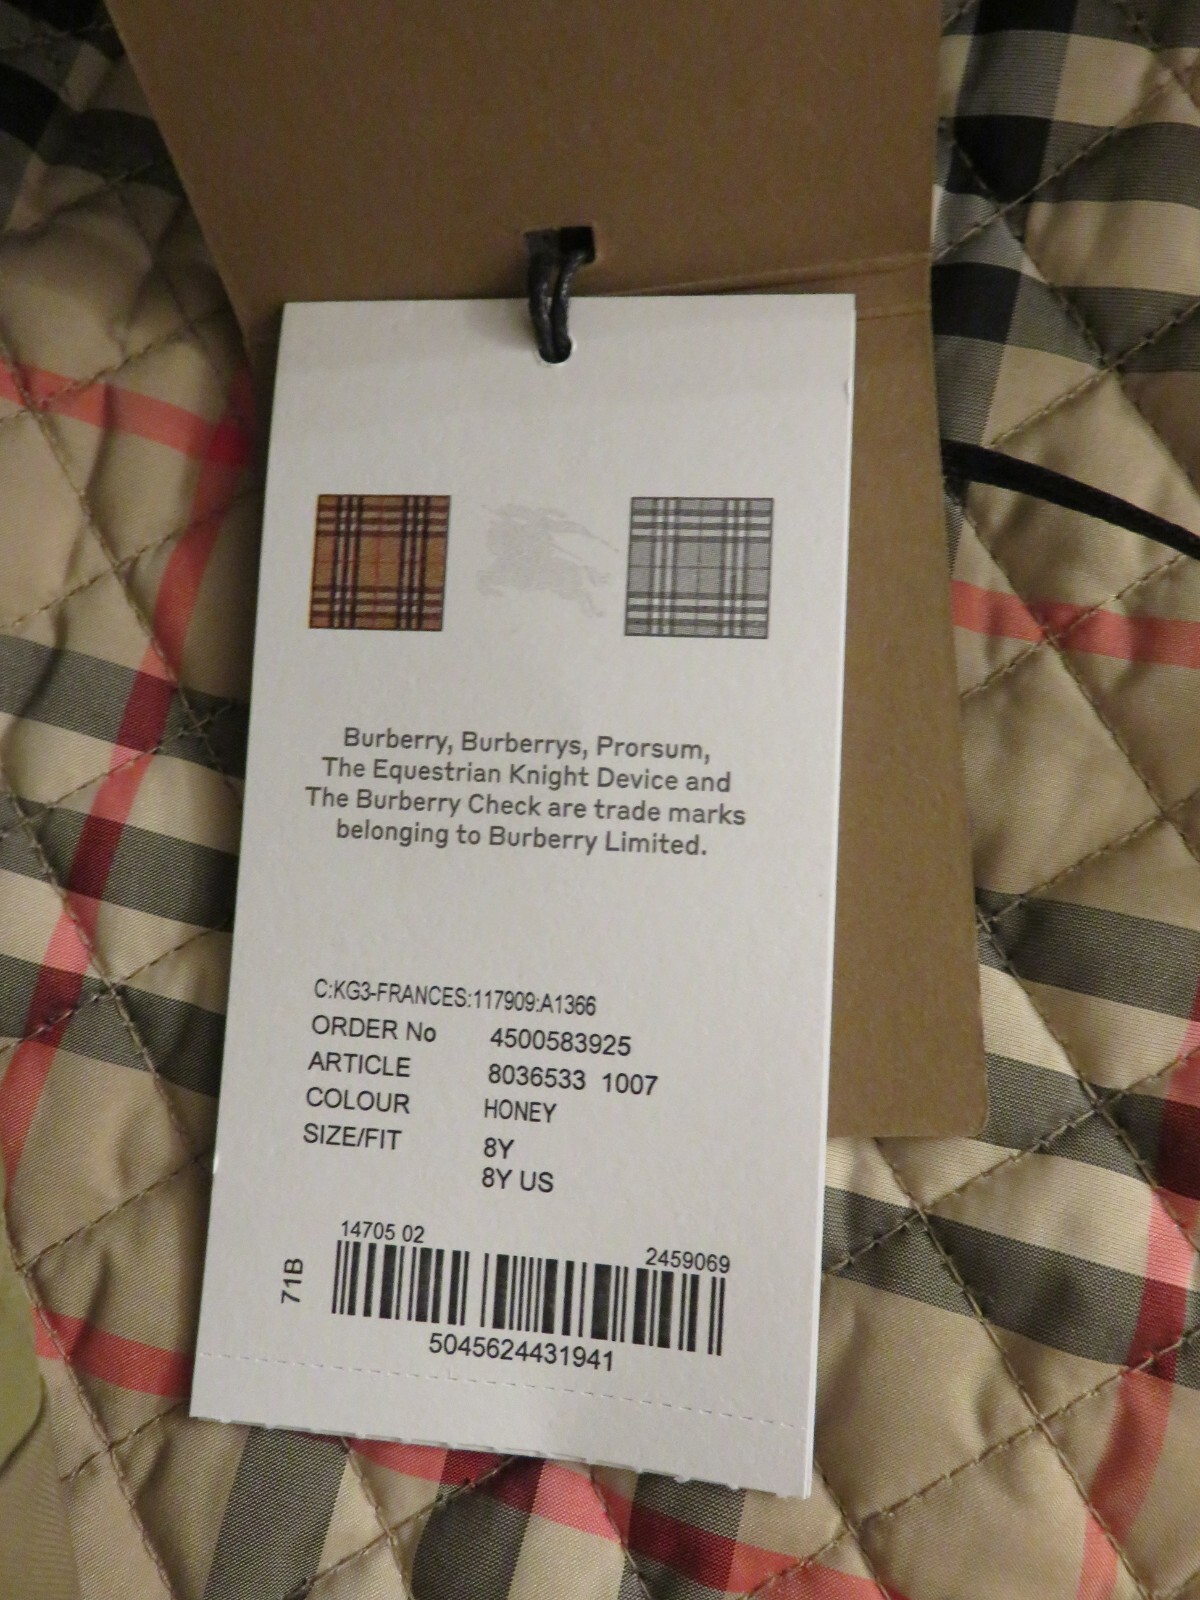 Burberry, Burberrys, Prorsum,
The Equestrian Knight Device and
The Burberry Check are trade marks
belonging to Burberry Limited.
C:KG3-FRANCES:117909:A1366
ORDER No 4500583925
ARTICLE 8036533 1007
COLOUR HONEY
SIZE/FIT 8Y
8Y US
14705 02 2459069
71B
5045624431941